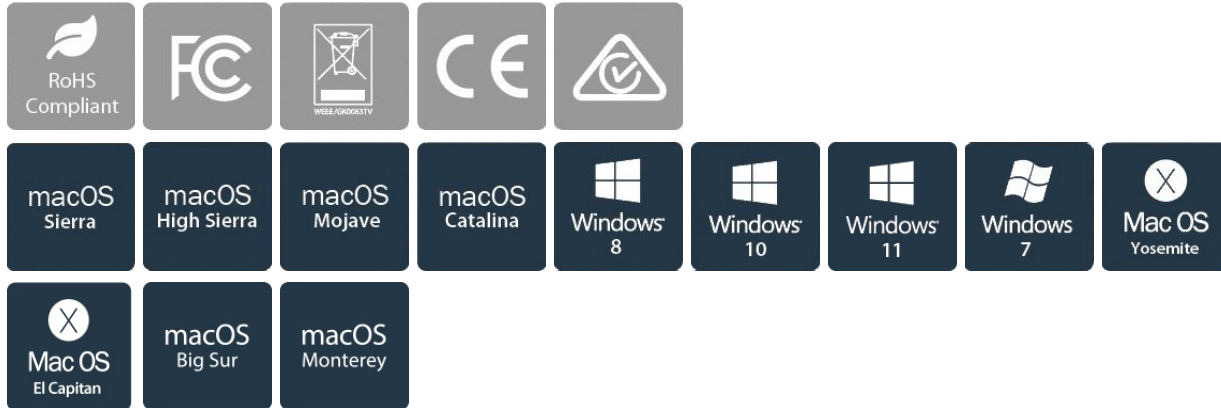 RoHS
Compliant
FC
WEEE/GK0083TV
CE
macOS
Sierra
macOS
High Sierra
macOS
Mojave
macOS
Catalina
Windows
8
Windows
10
Windows
11
Windows
7
X
Mac OS
Yosemite
X
Mac OS
El Capitan
macOS
Big Sur
macOS
Monterey